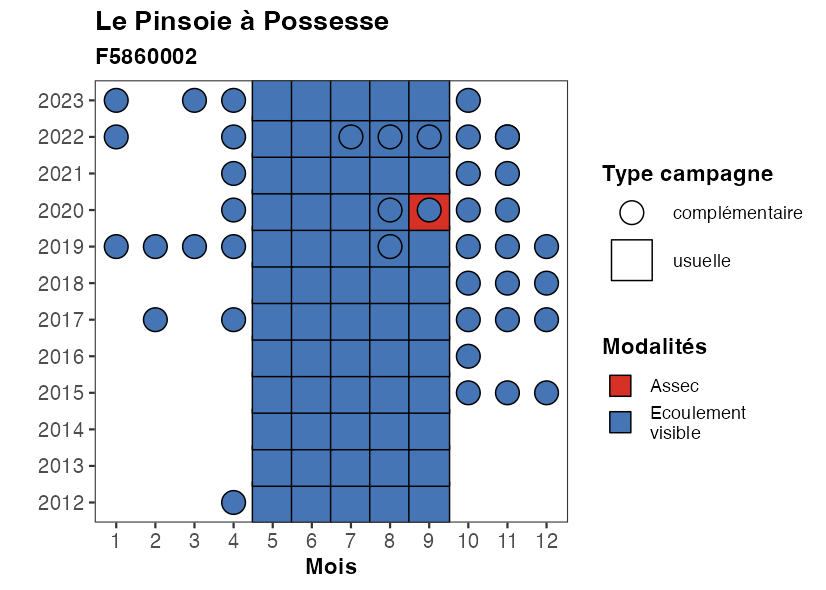 Le Pinsoie à Possesse
F5860002
2023
2022
2021
2020
2019
2018
2017
2016
2015
2014
2013
2012
1 2 3 4 5 6 7 8 9 10 11 12
Mois
Type campagne
complémentaire
usuelle
Modalités
Assec
Ecoulement
visible